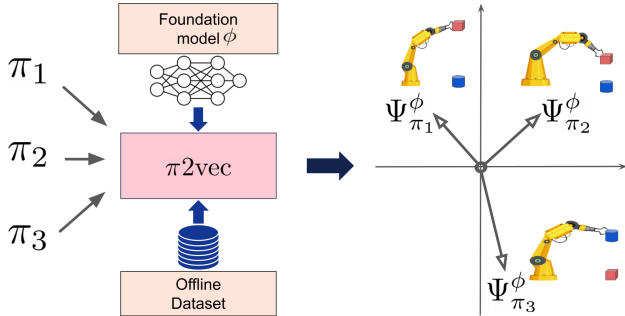 Foundation
model ϕ
π₁
π₂
π₃
π2vec
Offline
Dataset
Ψ^ϕ_π₁
Ψ^ϕ_π₂
Ψ^ϕ_π₃